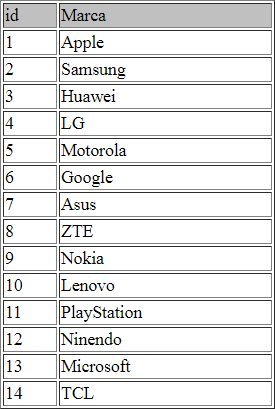 id Marca
1 Apple
2 Samsung
3 Huawei
4 LG
5 Motorola
6 Google
7 Asus
8 ZTE
9 Nokia
10 Lenovo
11 PlayStation
12 Ninendo
13 Microsoft
14 TCL